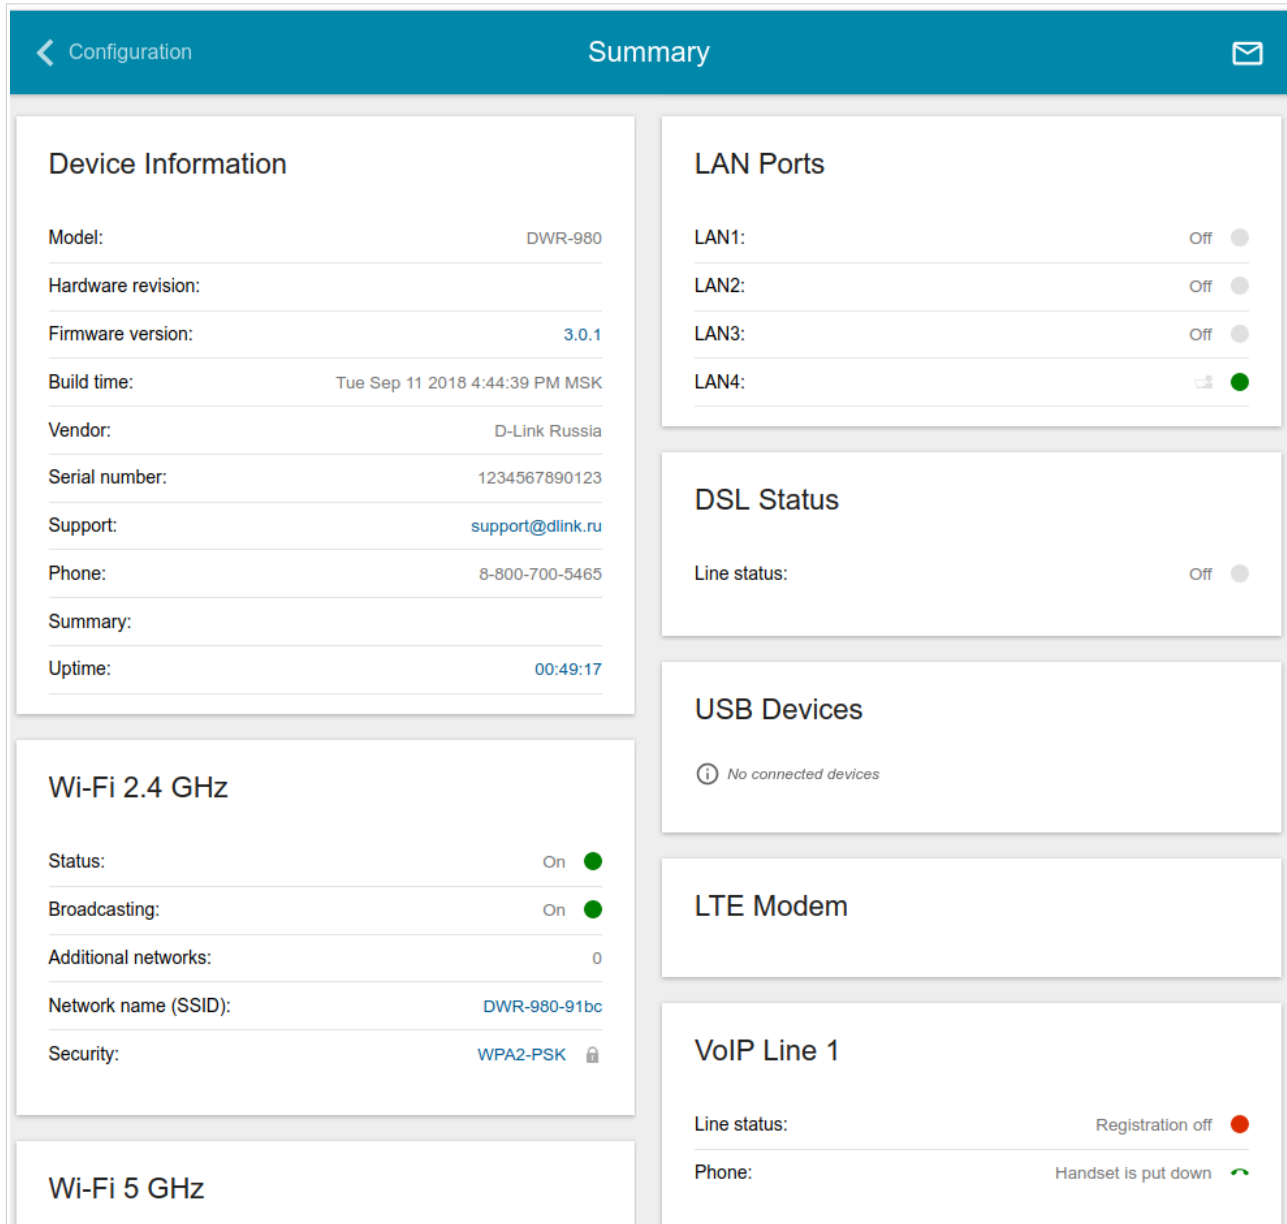 Configuration
Summary
Device Information
Model: DWR-980
Hardware revision:
Firmware version: 3.0.1
Build time: Tue Sep 11 2018 4:44:39 PM MSK
Vendor: D-Link Russia
Serial number: 1234567890123
Support: support@dlink.ru
Phone: 8-800-700-5465
Summary:
Uptime: 00:49:17
Wi-Fi 2.4 GHz
Status: On
Broadcasting: On
Additional networks: 0
Network name (SSID): DWR-980-91bc
Security: WPA2-PSK
Wi-Fi 5 GHz
LAN Ports
LAN1: Off
LAN2: Off
LAN3: Off
LAN4:
DSL Status
Line status: Off
USB Devices
No connected devices
LTE Modem
VoIP Line 1
Line status: Registration off
Phone: Handset is put down